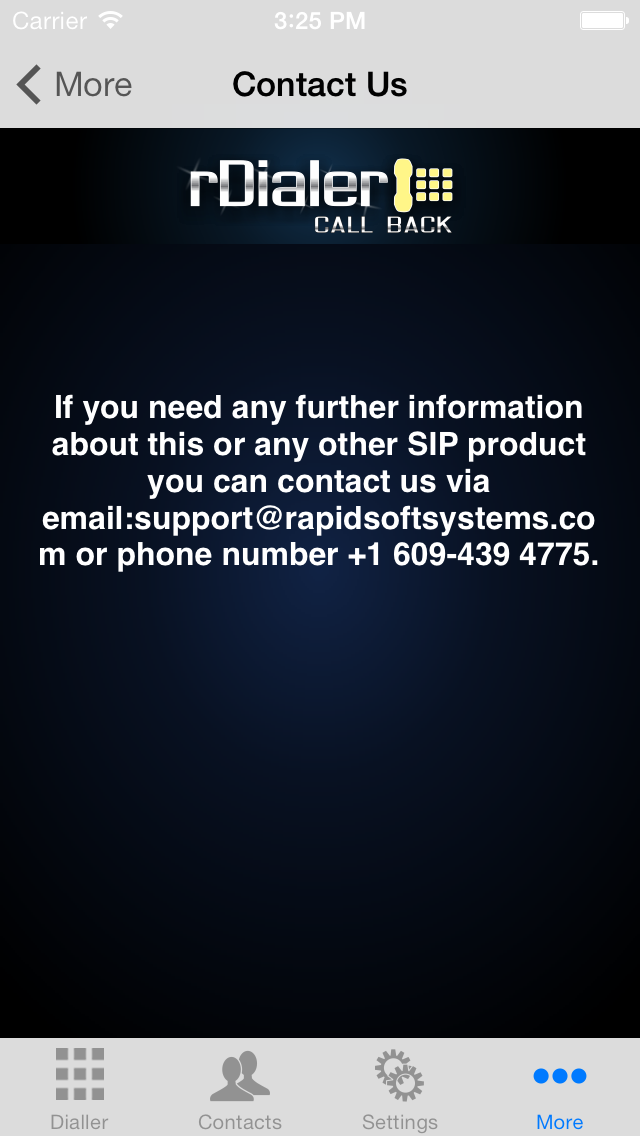 Carrier 3:25 PM
More Contact Us
rDialer
CALL BACK
If you need any further information
about this or any other SIP product
you can contact us via
email:support@rapidsoftsystems.co
m or phone number +1 609-439 4775.
Dialler Contacts Settings More